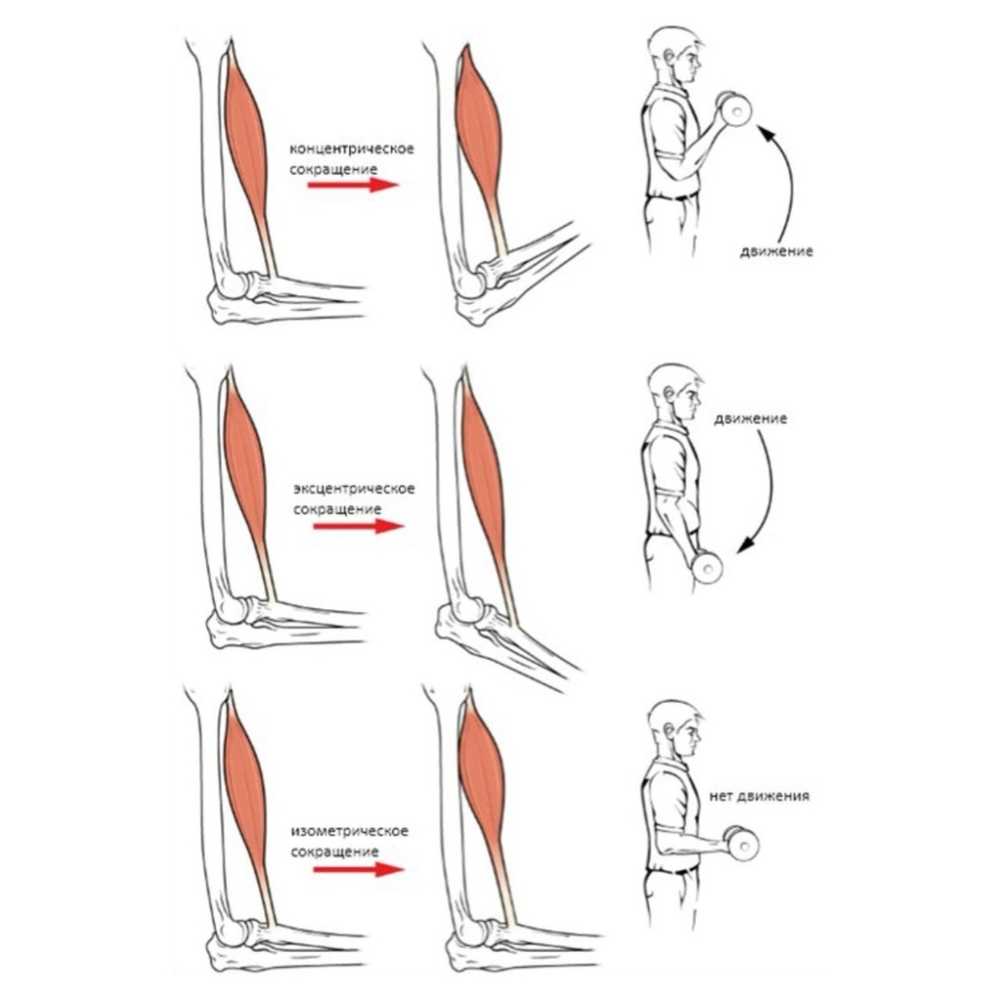 концентрическое
сокращение
движение
движение
эксцентрическое
сокращение
нет движения
изометрическое
сокращение